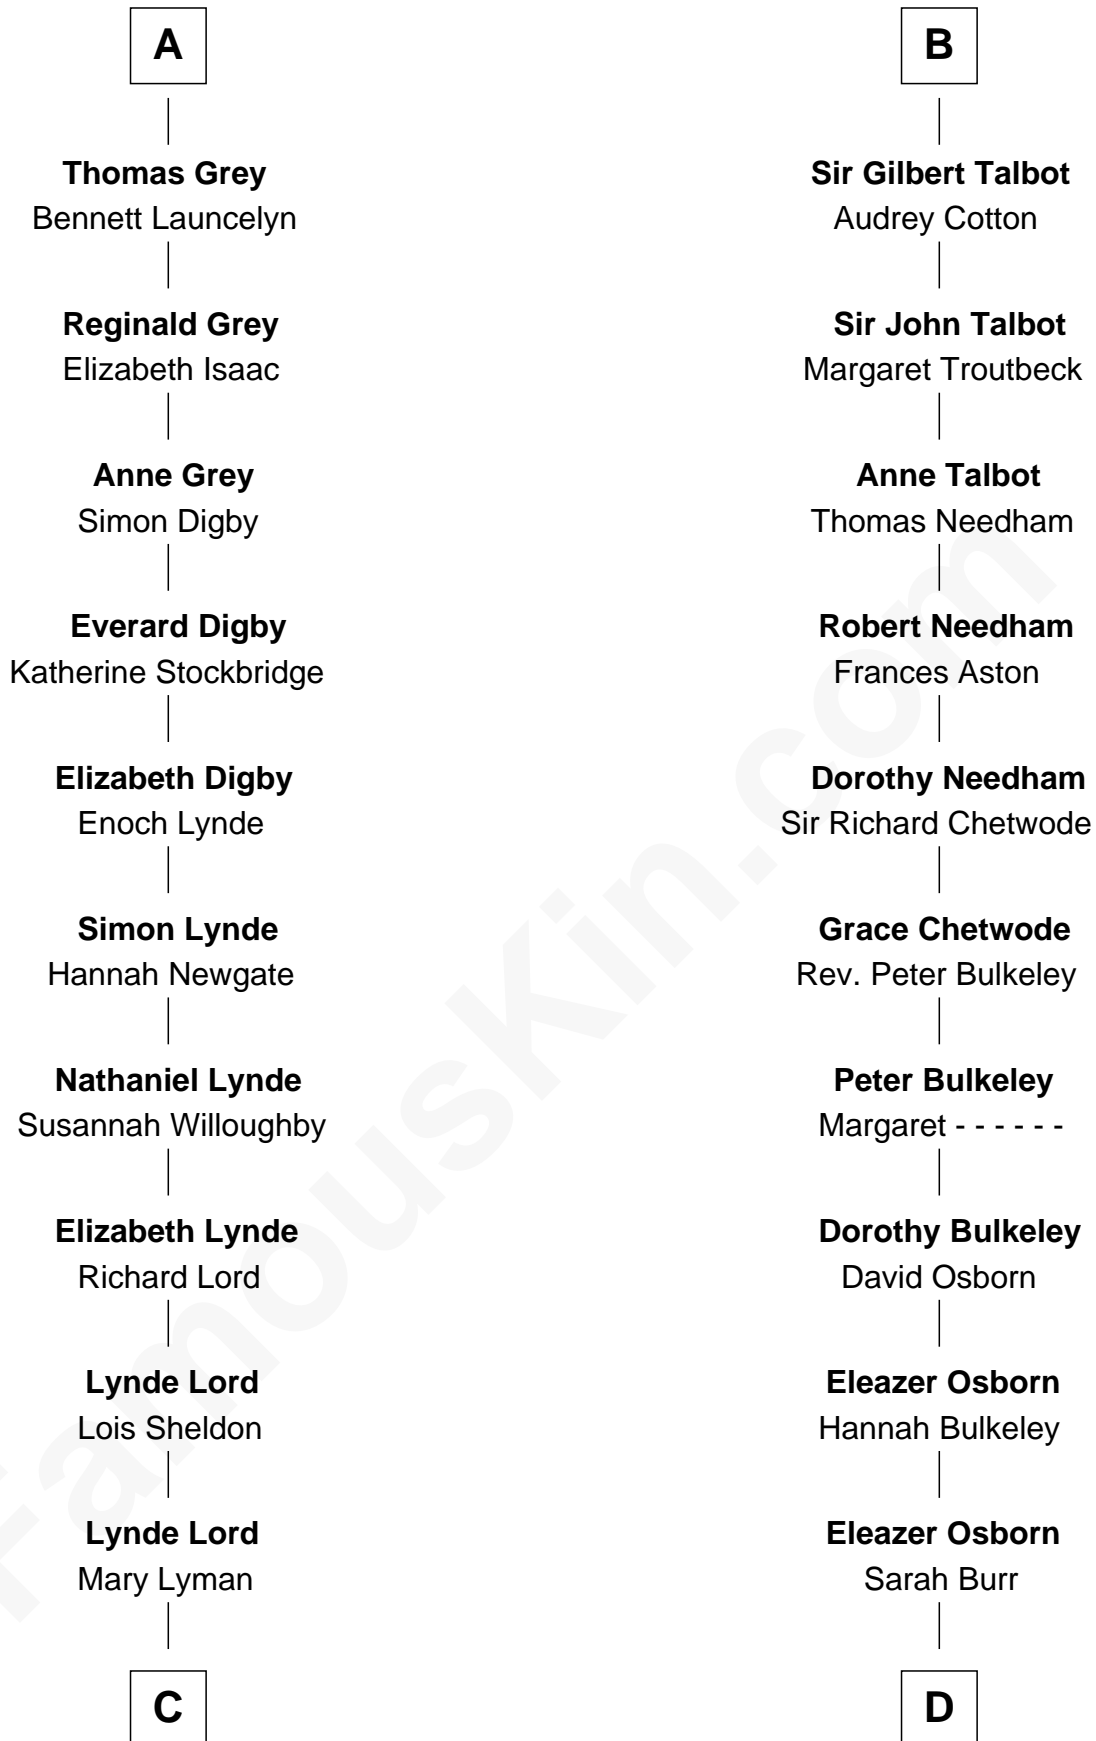 A
Thomas Grey
Bennett Launcelyn
Reginald Grey
Elizabeth Isaac
Anne Grey
Simon Digby
Everard Digby
Katherine Stockbridge
Elizabeth Digby
Enoch Lynde
Simon Lynde
Hannah Newgate
Nathaniel Lynde
Susannah Willoughby
Elizabeth Lynde
Richard Lord
Lynde Lord
Lois Sheldon
Lynde Lord
Mary Lyman
C
B
Sir Gilbert Talbot
Audrey Cotton
Sir John Talbot
Margaret Troutbeck
Anne Talbot
Thomas Needham
Robert Needham
Frances Aston
Dorothy Needham
Sir Richard Chetwode
Grace Chetwode
Rev. Peter Bulkeley
Peter Bulkeley
Margaret - - - - - -
Dorothy Bulkeley
David Osborn
Eleazer Osborn
Hannah Bulkeley
Eleazer Osborn
Sarah Burr
D
FamousKin.com